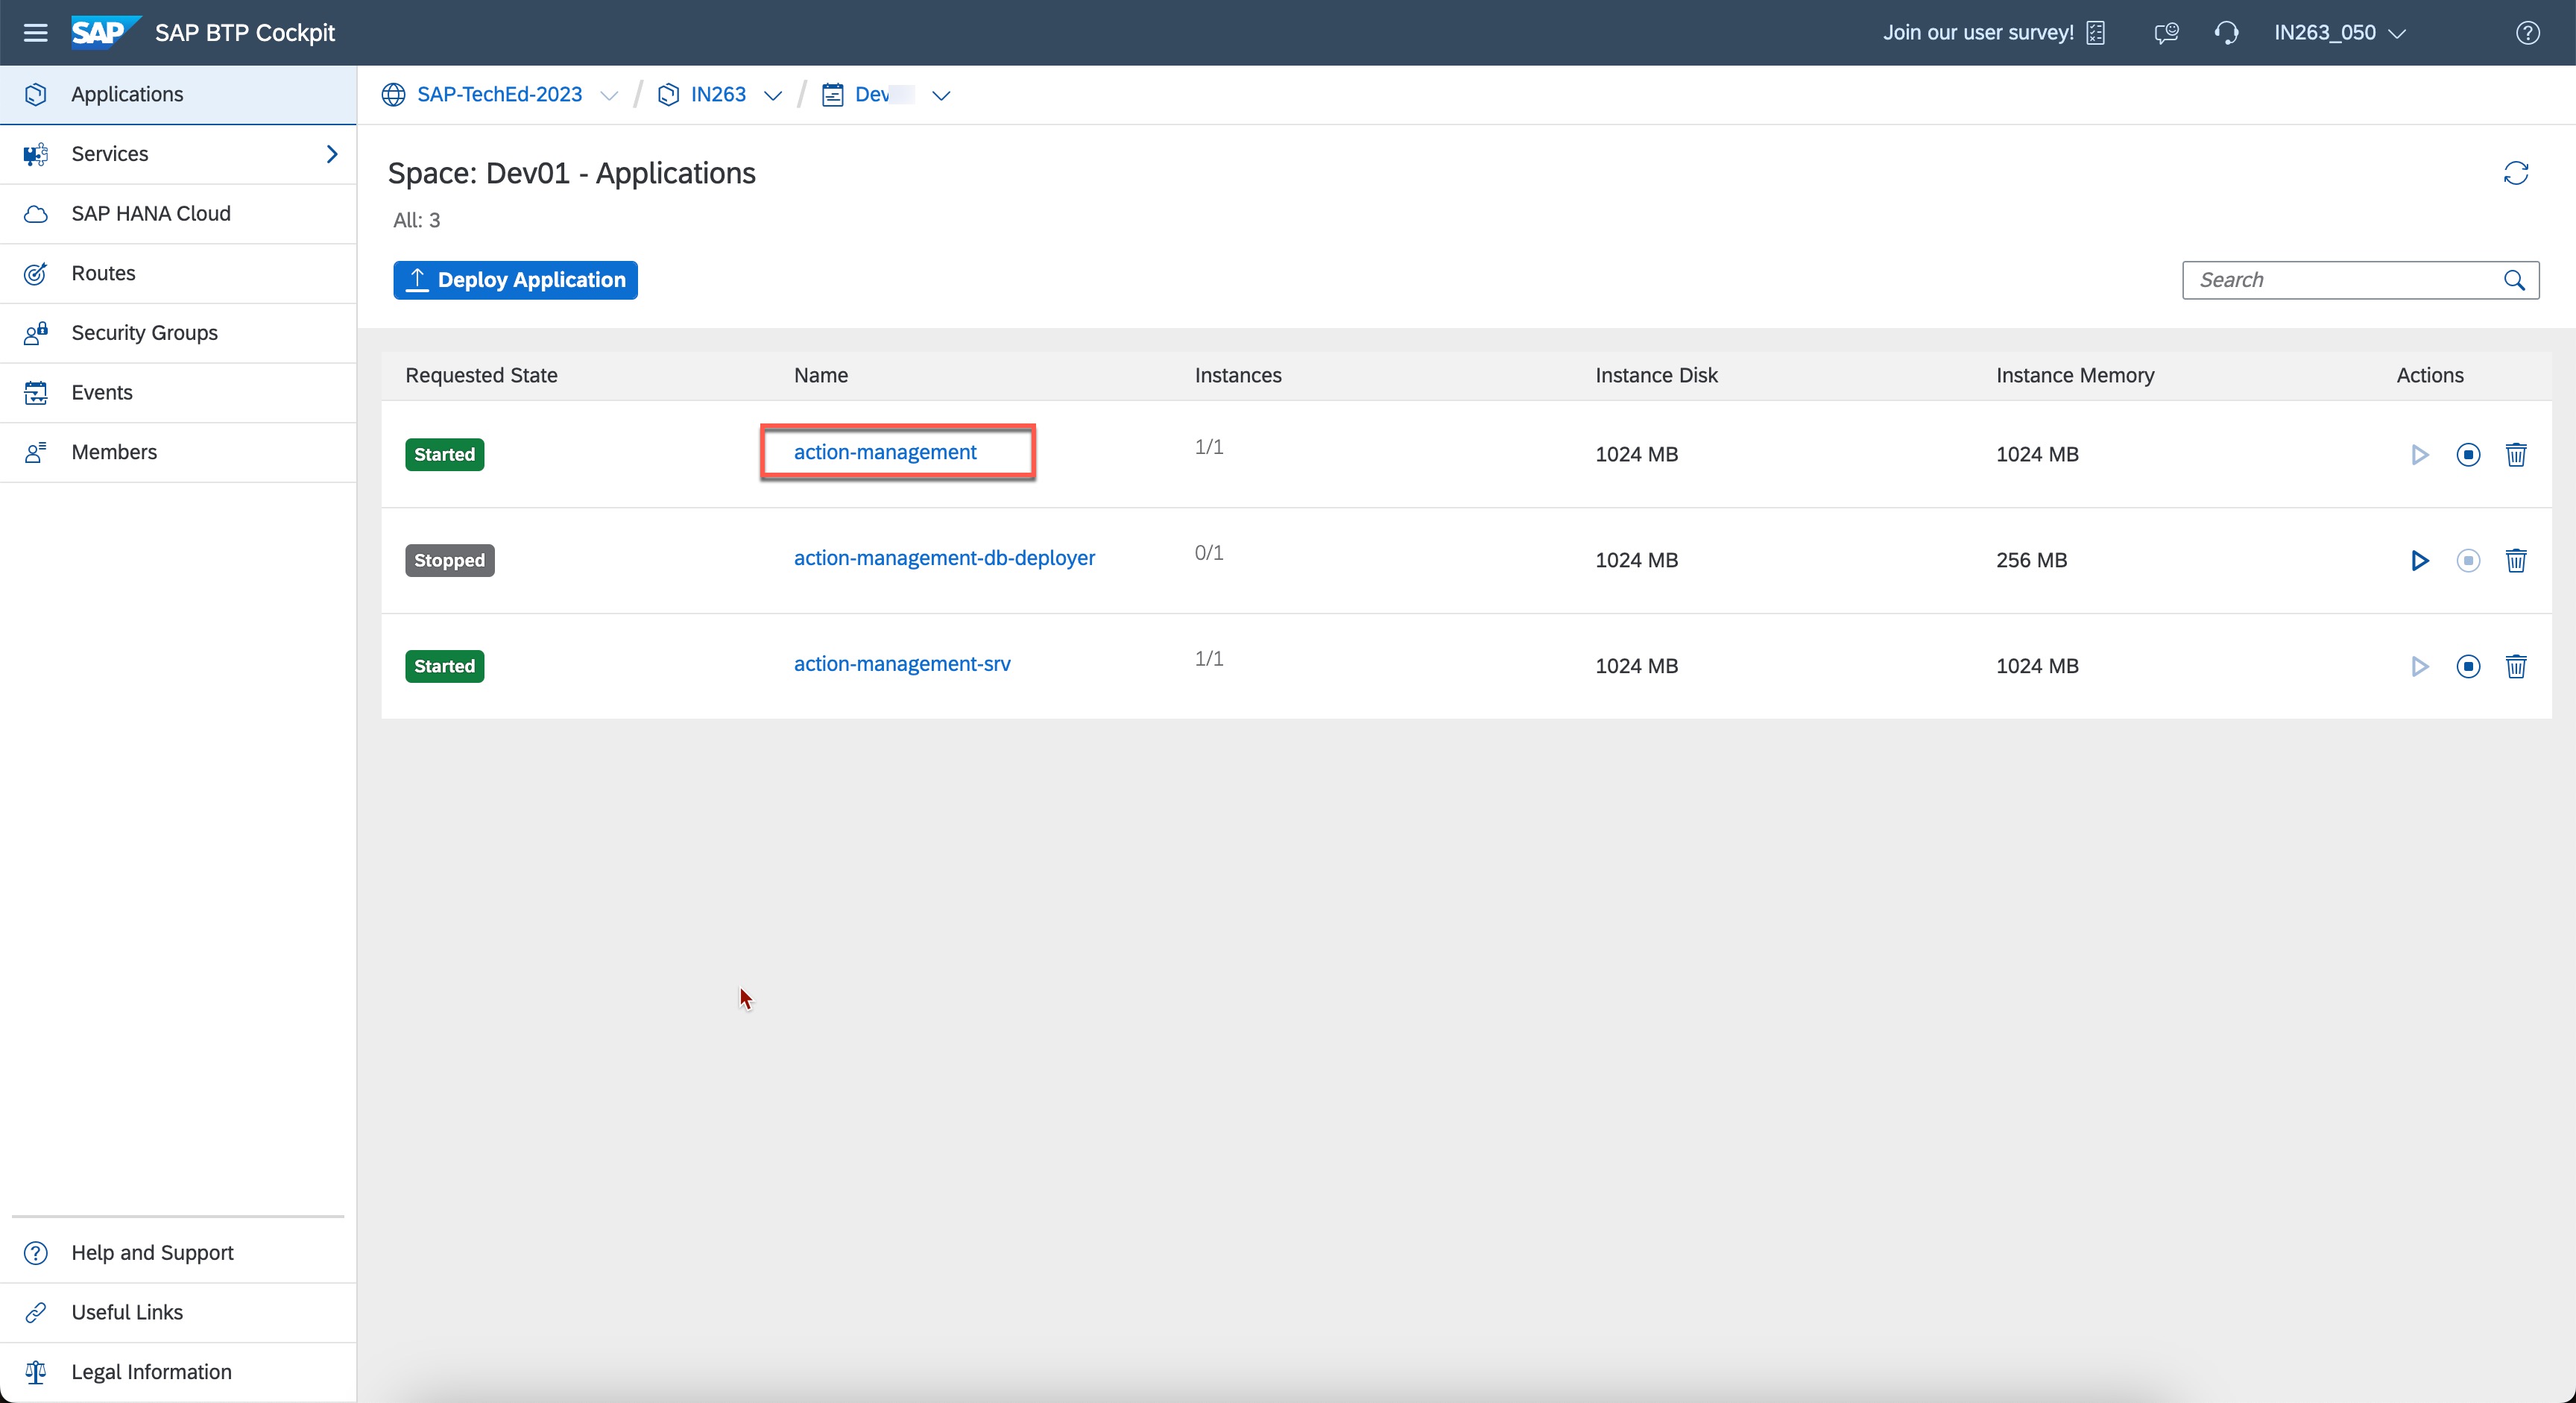 SAP SAP BTP Cockpit
Join our user survey!
IN263_050
Applications
Services
SAP HANA Cloud
Routes
Security Groups
Events
Members
Help and Support
Useful Links
Legal Information
SAP-TechEd-2023 / IN263 / Dev
Space: Dev01 - Applications
All: 3
Deploy Application
Search
Requested State Name Instances Instance Disk Instance Memory Actions
Started action-management 1/1 1024 MB 1024 MB
Stopped action-management-db-deployer 0/1 1024 MB 256 MB
Started action-management-srv 1/1 1024 MB 1024 MB